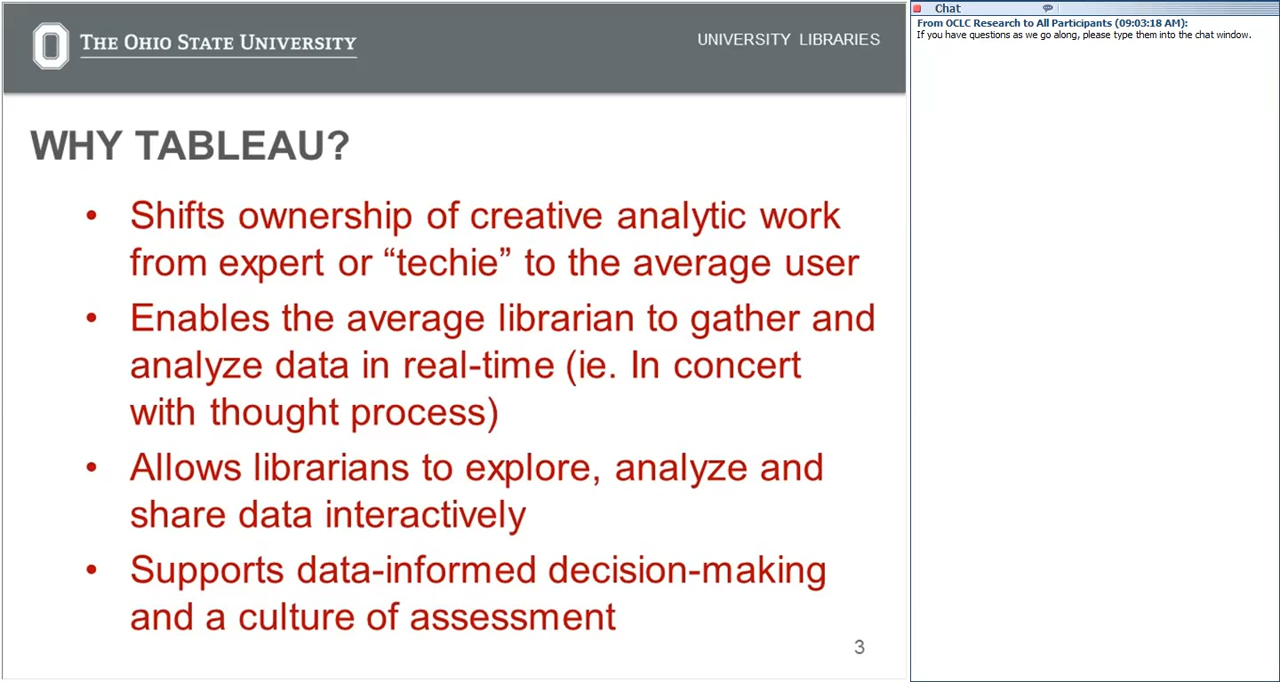 THE OHIO STATE UNIVERSITY
UNIVERSITY LIBRARIES
WHY TABLEAU?
• Shifts ownership of creative analytic work
from expert or “techie” to the average user
• Enables the average librarian to gather and
analyze data in real-time (ie. In concert
with thought process)
• Allows librarians to explore, analyze and
share data interactively
• Supports data-informed decision-making
and a culture of assessment
3
Chat
From OCLC Research to All Participants (09:03:18 AM):
If you have questions as we go along, please type them into the chat window.